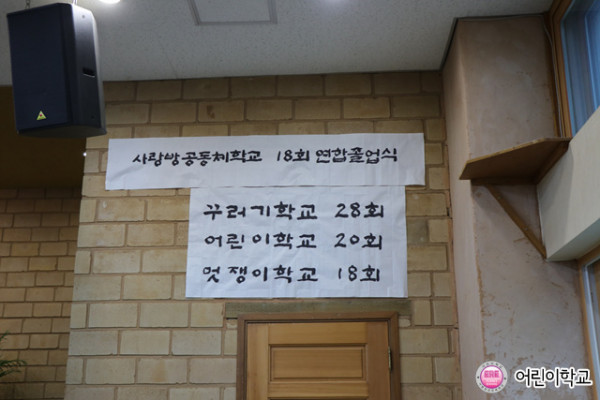 사랑방공동체학교 18회 연합졸업식
꾸러기학교 28회
어린이학교 20회
멋쟁이학교 18회
어린이학교